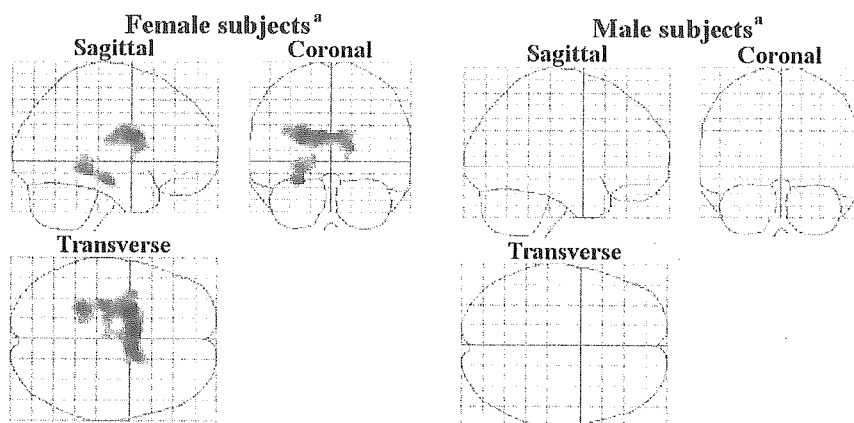 Female subjectsª
Sagittal Coronal
Transverse
Male subjectsª
Sagittal Coronal
Transverse